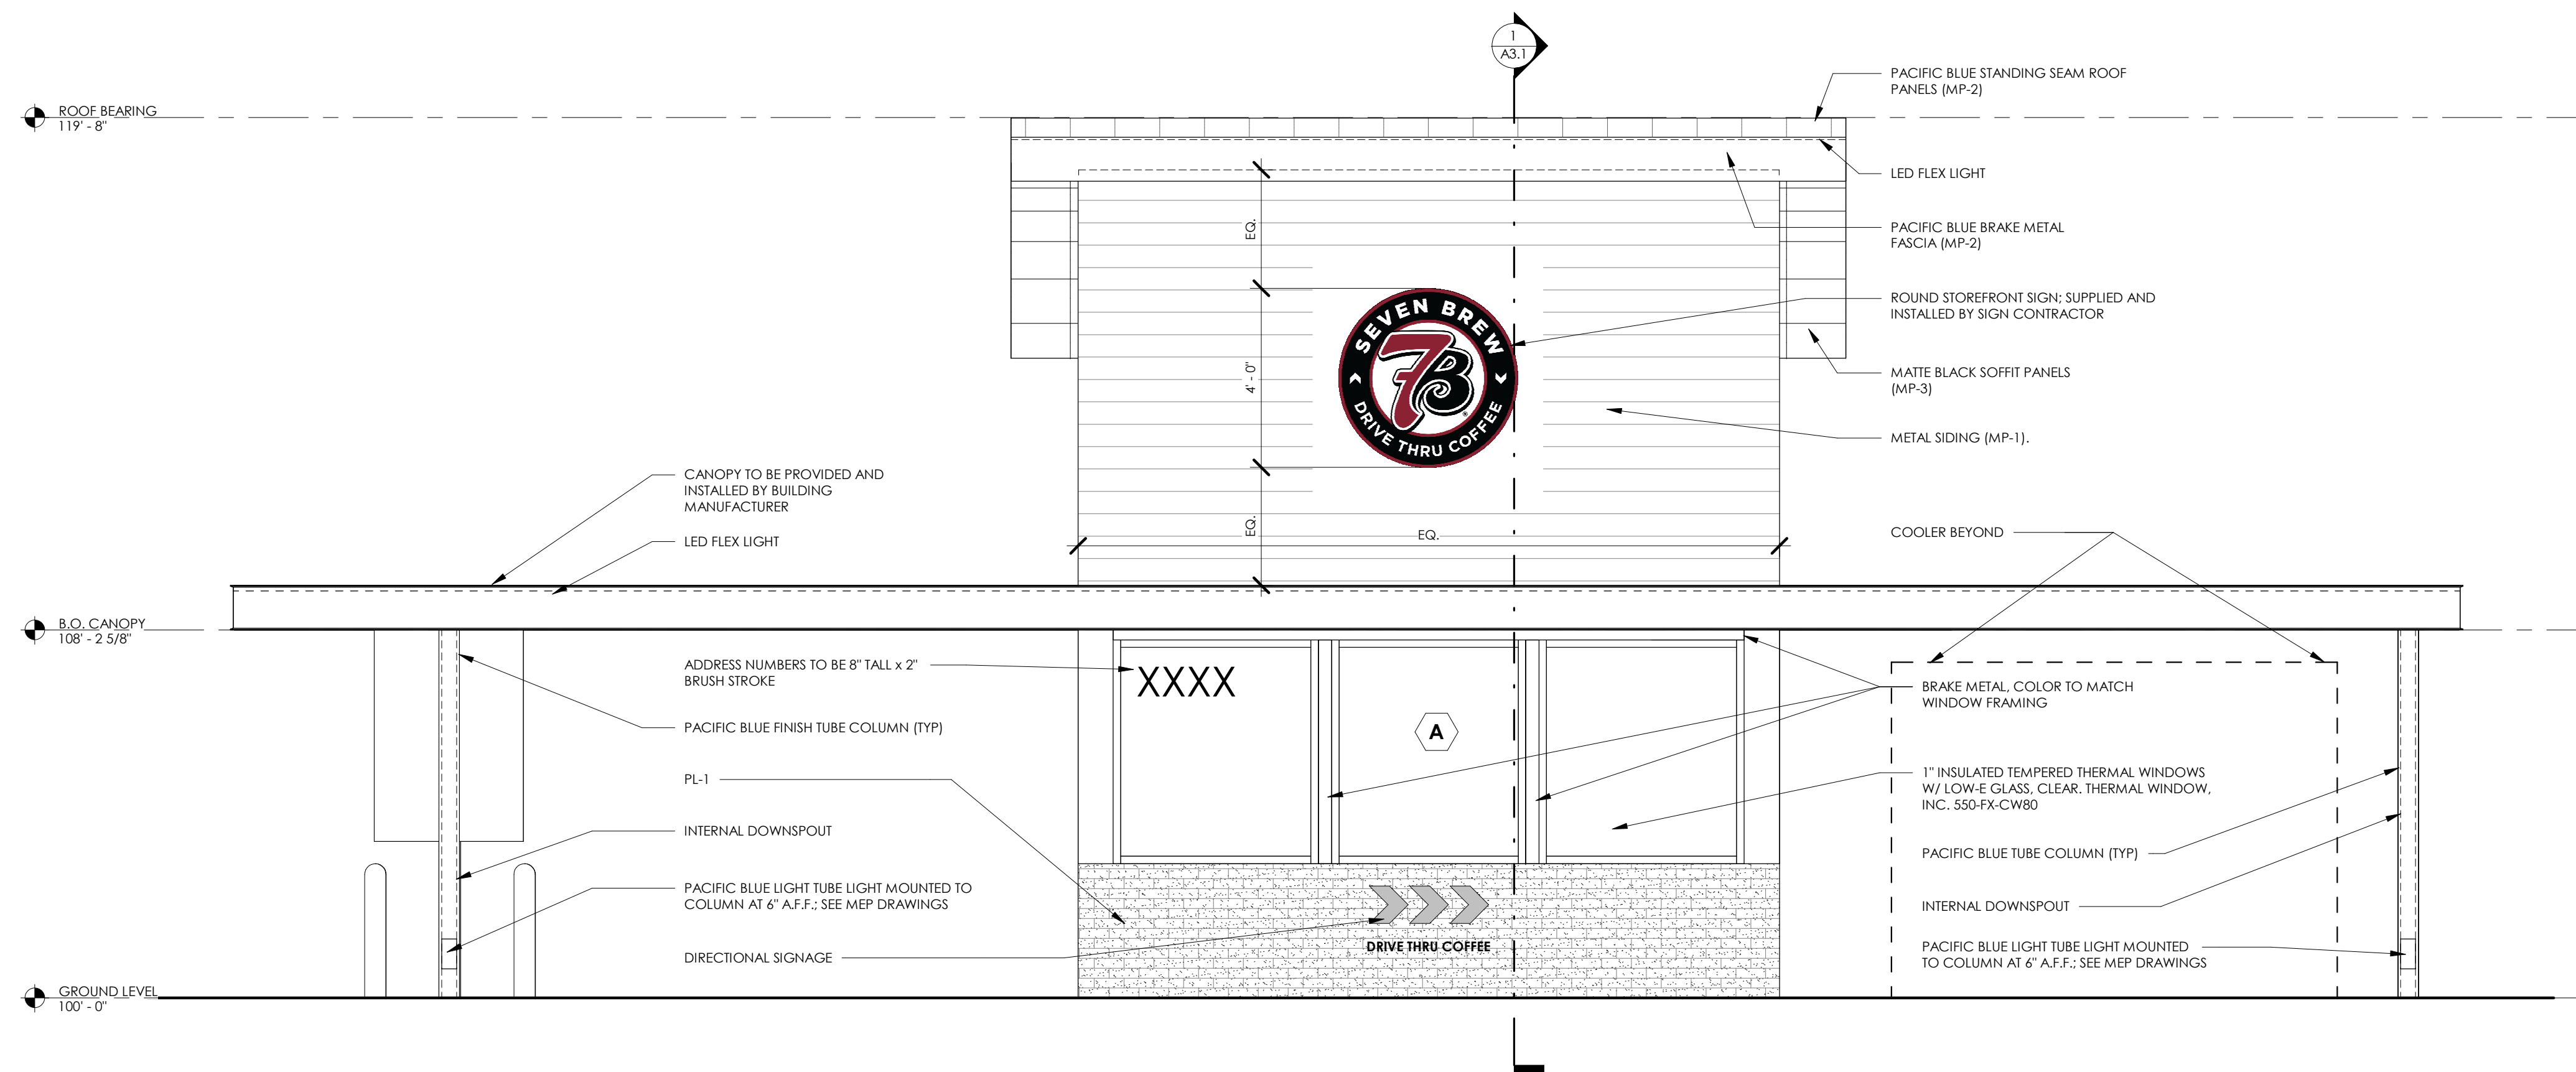 1
A3.1
PACIFIC BLUE STANDING SEAM ROOF
PANELS (MP-2)
ROOF BEARING
119' - 8"
LED FLEX LIGHT
PACIFIC BLUE BRAKE METAL
FASCIA (MP-2)
EQ.
ROUND STOREFRONT SIGN; SUPPLIED AND
INSTALLED BY SIGN CONTRACTOR
SEVEN BREW
7B
®
DRIVE THRU COFFEE
4' - 0"
MATTE BLACK SOFFIT PANELS
(MP-3)
METAL SIDING (MP-1).
CANOPY TO BE PROVIDED AND
INSTALLED BY BUILDING
MANUFACTURER
LED FLEX LIGHT
EQ.
EQ.
COOLER BEYOND
B.O. CANOPY
108' - 2 5/8"
ADDRESS NUMBERS TO BE 8" TALL x 2"
BRUSH STROKE
XXXX
BRAKE METAL, COLOR TO MATCH
WINDOW FRAMING
PACIFIC BLUE FINISH TUBE COLUMN (TYP)
A
PL-1
1" INSULATED TEMPERED THERMAL WINDOWS
W/ LOW-E GLASS, CLEAR. THERMAL WINDOW,
INC. 550-FX-CW80
INTERNAL DOWNSPOUT
PACIFIC BLUE TUBE COLUMN (TYP)
PACIFIC BLUE LIGHT TUBE LIGHT MOUNTED TO
COLUMN AT 6" A.F.F.; SEE MEP DRAWINGS
INTERNAL DOWNSPOUT
DRIVE THRU COFFEE
DIRECTIONAL SIGNAGE
PACIFIC BLUE LIGHT TUBE LIGHT MOUNTED
TO COLUMN AT 6" A.F.F.; SEE MEP DRAWINGS
GROUND LEVEL
100' - 0"